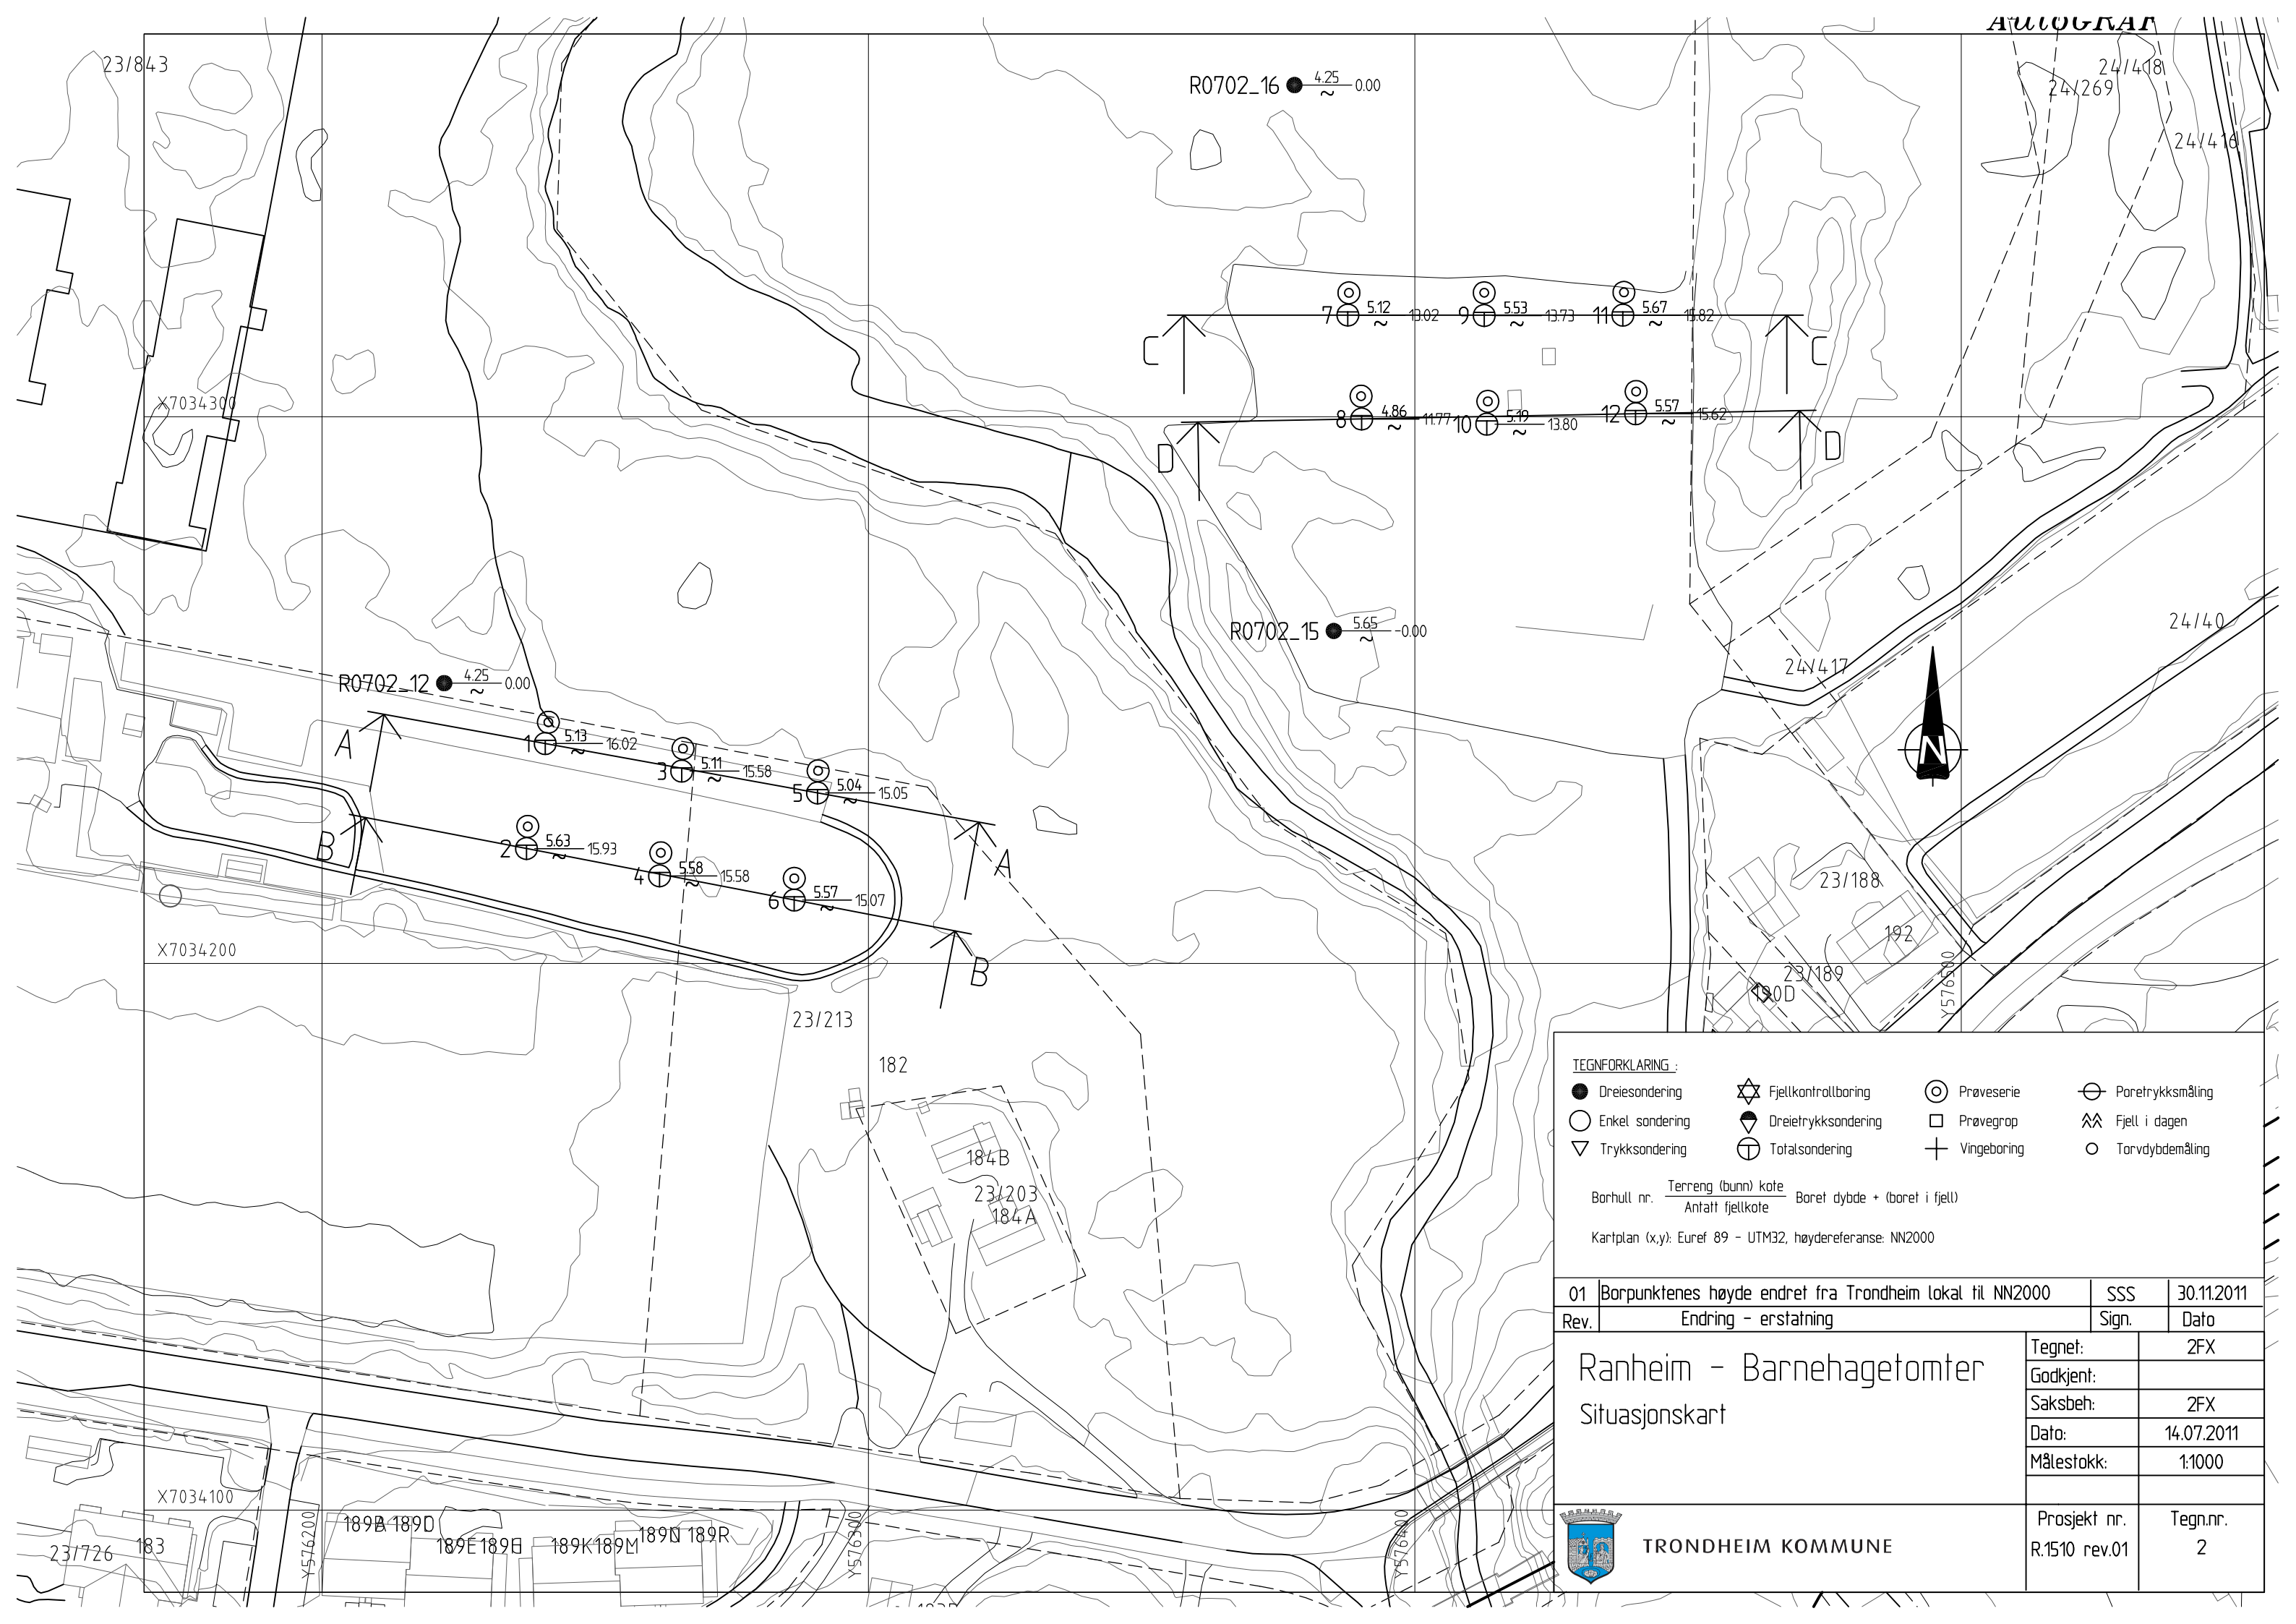 AutoGRAF
23/843
24/418
24/269
24/416
R0702_16 4.25 ~ 0.00
7 5.12 ~ 13.02
9 5.53 ~ 13.73
11 5.67 ~ 15.82
C C
X7034300
8 4.86 ~ 11.77
10 5.19 ~ 13.80
12 5.57 ~ 15.62
D D
R0702_15 5.65 ~ -0.00
24/40
24/417
R0702_12 4.25 ~ 0.00
A
1 5.13 ~ 16.02
3 5.11 ~ 15.58
5 5.04 ~ 15.05
N
B
2 5.63 ~ 15.93
4 5.58 ~ 15.58
6 5.57 ~ 15.07
A
23/188
192
X7034200
B
23/189
190D
Y576500
23/213
182
184B
23/203
184A
TEGNFORKLARING :
Dreiesondering Fjellkontrollboring Prøveserie Poretrykksmåling
Enkel sondering Dreietrykksondering Prøvegrop Fjell i dagen
Trykksondering Totalsondering Vingeboring Torvdybdemåling
Borhull nr. Terreng (bunn) kote Boret dybde + (boret i fjell)
Antatt fjellkote
Kartplan (x,y): Euref 89 - UTM32, høydereferanse: NN2000
01 Borpunktenes høyde endret fra Trondheim lokal til NN2000 SSS 30.11.2011
Rev. Endring - erstatning Sign. Dato
Ranheim - Barnehagetomter
Situasjonskart
Tegnet: 2FX
Godkjent:
Saksbeh: 2FX
Dato: 14.07.2011
Målestokk: 1:1000
Prosjekt nr. Tegn.nr.
R.1510 rev.01 2
TRONDHEIM KOMMUNE
X7034100
Y576200
Y576300
Y576400
23/726
183
189D
189E
189K
189M
189N
189R